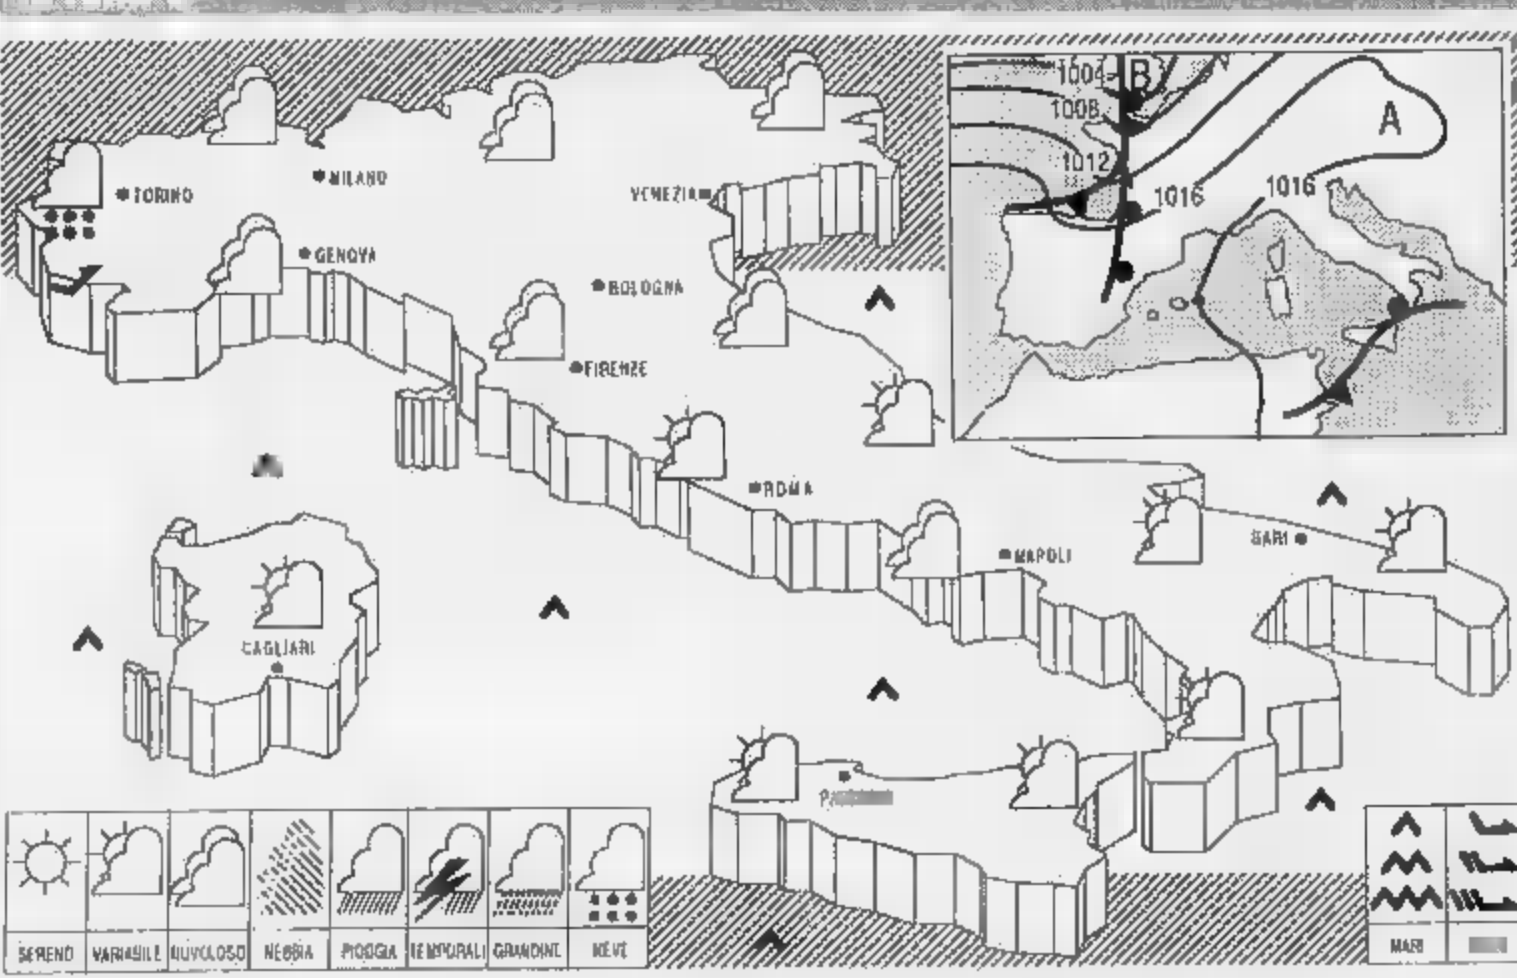 1004 B
1008
A
1012
1016
1016
MILANO
TORINO
VENEZIA
GENOVA
BOLOGNA
FIRENZE
ROMA
BARI
NAPOLI
CAGLIARI
SERENO VARIABILE NUVOLOSO NEBBIA PIOGGIA TEMPORALI GRANDINE NEVE
MARI